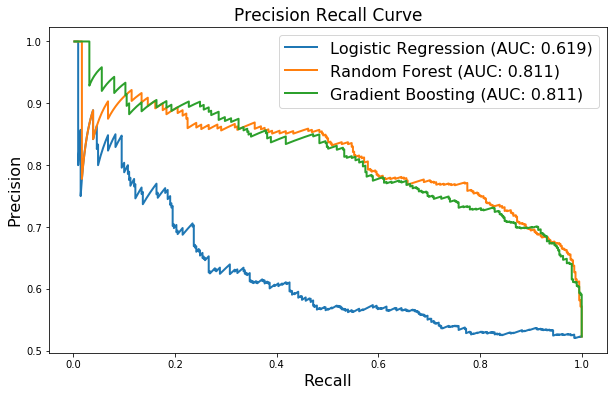 Precision Recall Curve
Logistic Regression (AUC: 0.619)
Random Forest (AUC: 0.811)
Gradient Boosting (AUC: 0.811)
Precision
1.0
0.9
0.8
0.7
0.6
0.5
0.0 0.2 0.4 0.6 0.8 1.0
Recall